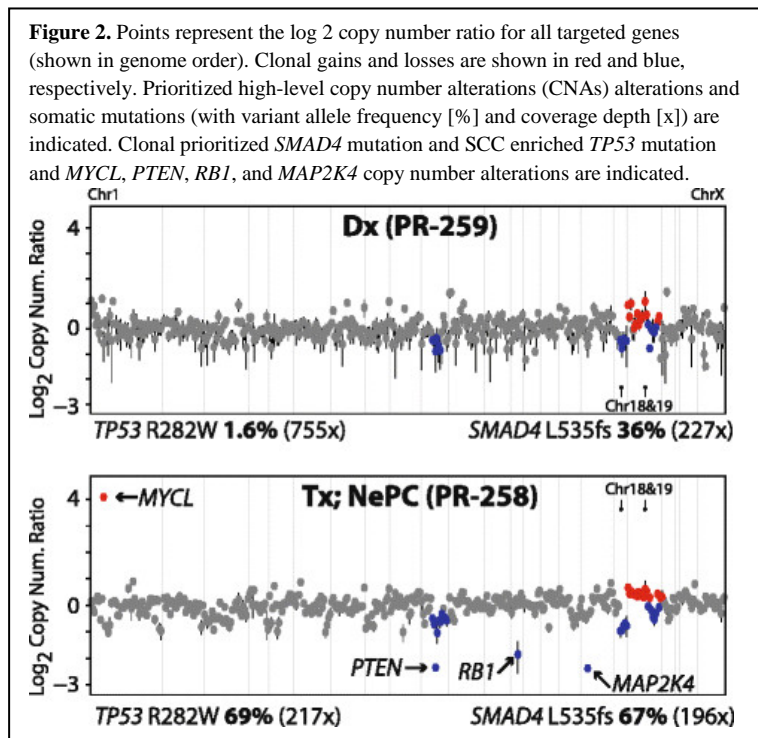 Figure 2. Points represent the log 2 copy number ratio for all targeted genes
(shown in genome order). Clonal gains and losses are shown in red and blue,
respectively. Prioritized high-level copy number alterations (CNAs) alterations and
somatic mutations (with variant allele frequency [%] and coverage depth [x]) are
indicated. Clonal prioritized SMAD4 mutation and SCC enriched TP53 mutation
and MYCL, PTEN, RB1, and MAP2K4 copy number alterations are indicated.
Chr1 ChrX
Dx (PR-259)
Log2 Copy Num. Ratio
4
0
−3
Chr18&19
TP53 R282W 1.6% (755x) SMAD4 L535fs 36% (227x)
Tx; NePC (PR-258)
Chr18&19
Log2 Copy Num. Ratio
4
0
−3
←MYCL
PTEN→
RB1
MAP2K4
TP53 R282W 69% (217x) SMAD4 L535fs 67% (196x)